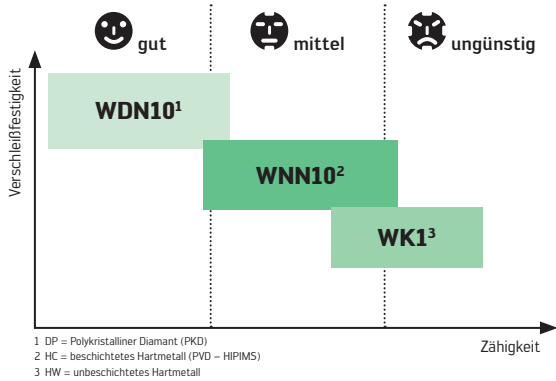 gut mittel ungünstig
Verschleißfestigkeit
WDN10¹
WNN10²
WK1³
Zähigkeit
1 DP = Polykristalliner Diamant (PKD)
2 HC = beschichtetes Hartmetall (PVD – HIPIMS)
3 HW = unbeschichtetes Hartmetall